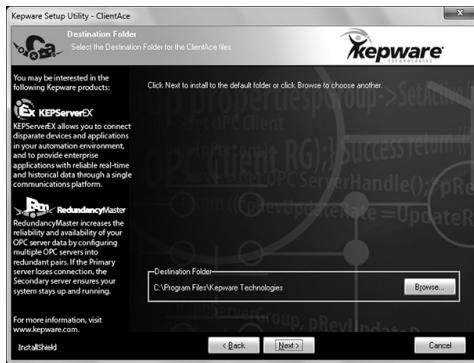 Kepware Setup Utility - ClientAce
Destination Folder
Select the Destination Folder for the ClientAce files
Kepware
TECHNOLOGIES
You may be interested in the
following Kepware products:
Ex KEPServerEX
KEPServerEX allows you to connect
disparate devices and applications
in your automation environment,
and to provide enterprise
applications with reliable real-time
and historical data through a single
communications platform.
RedundancyMaster
RedundancyMaster increases the
reliability and availability of your
OPC server data by configuring
multiple OPC servers into
redundant pairs. If the Primary
server loses connection, the
Secondary server ensures your
system stays up and running.
For more information, visit
www.kepware.com.
Click Next to install to the default folder or click Browse to choose another.
Destination Folder
C:\Program Files\Kepware Technologies
Browse...
InstallShield
< Back
Next >
Cancel